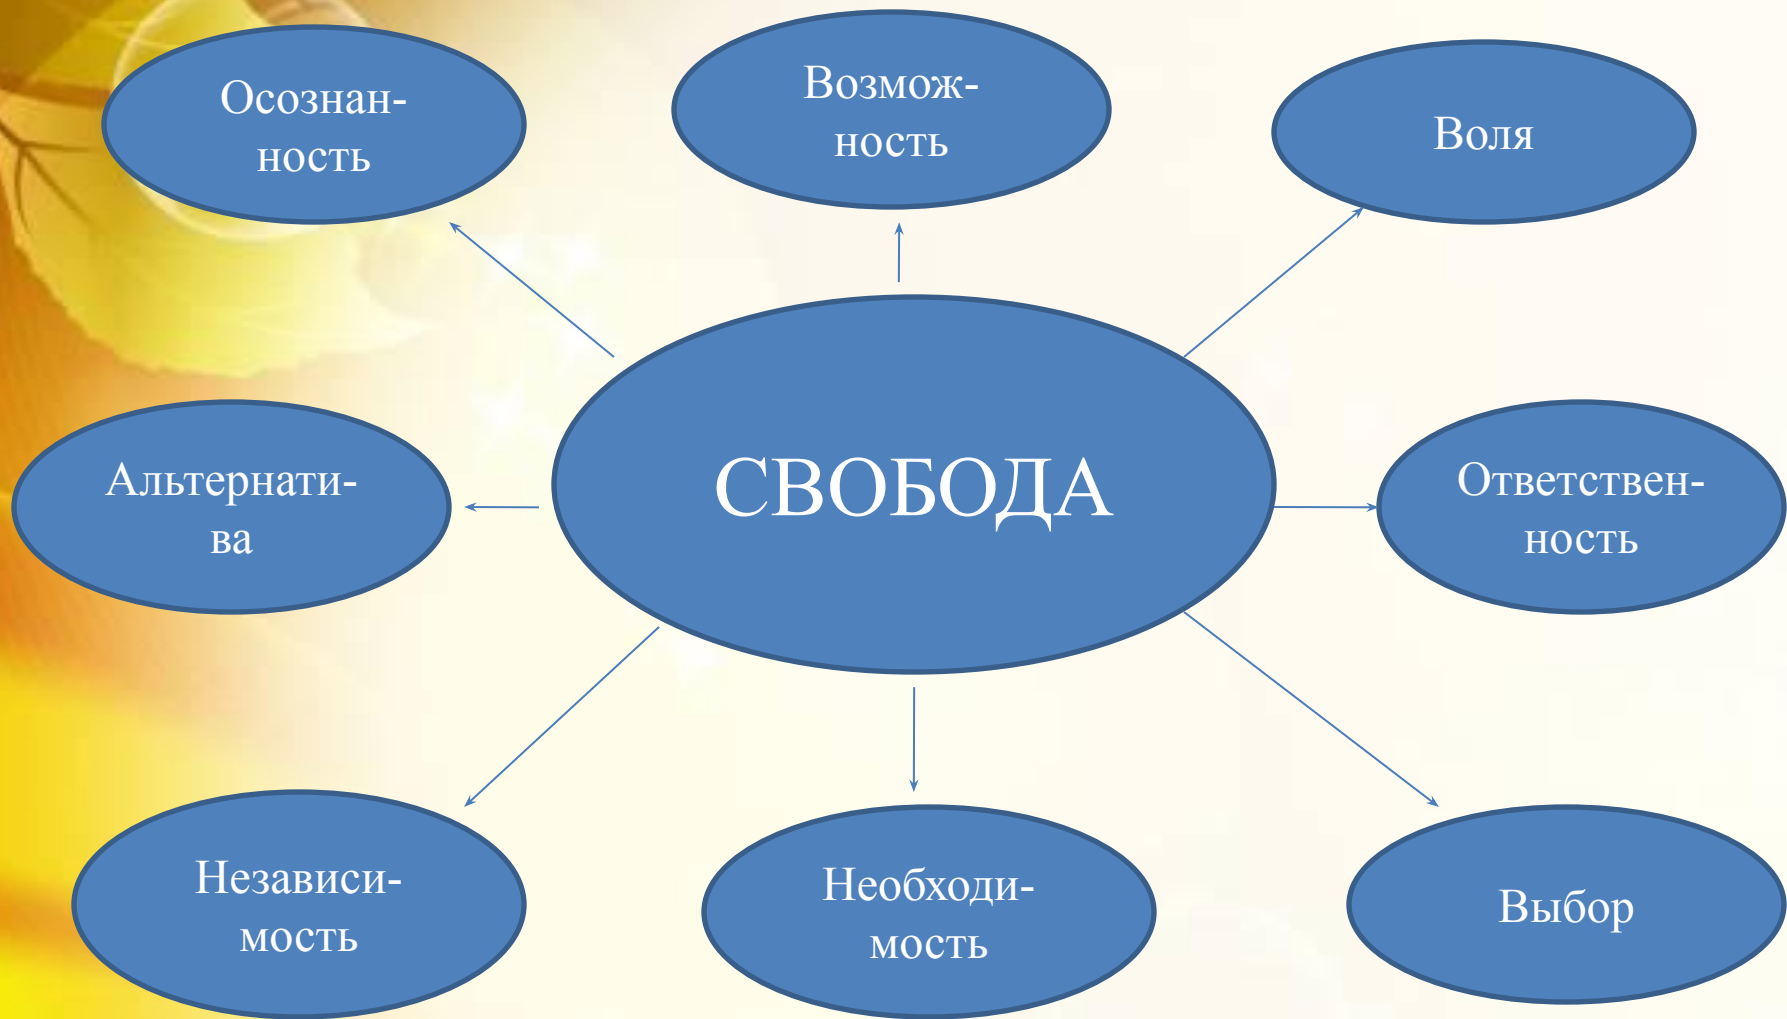 Осознан-
ность
Возмож-
ность
Воля
Альтернати-
ва
СВОБОДА
Ответствен-
ность
Независи-
мость
Необходи-
мость
Выбор